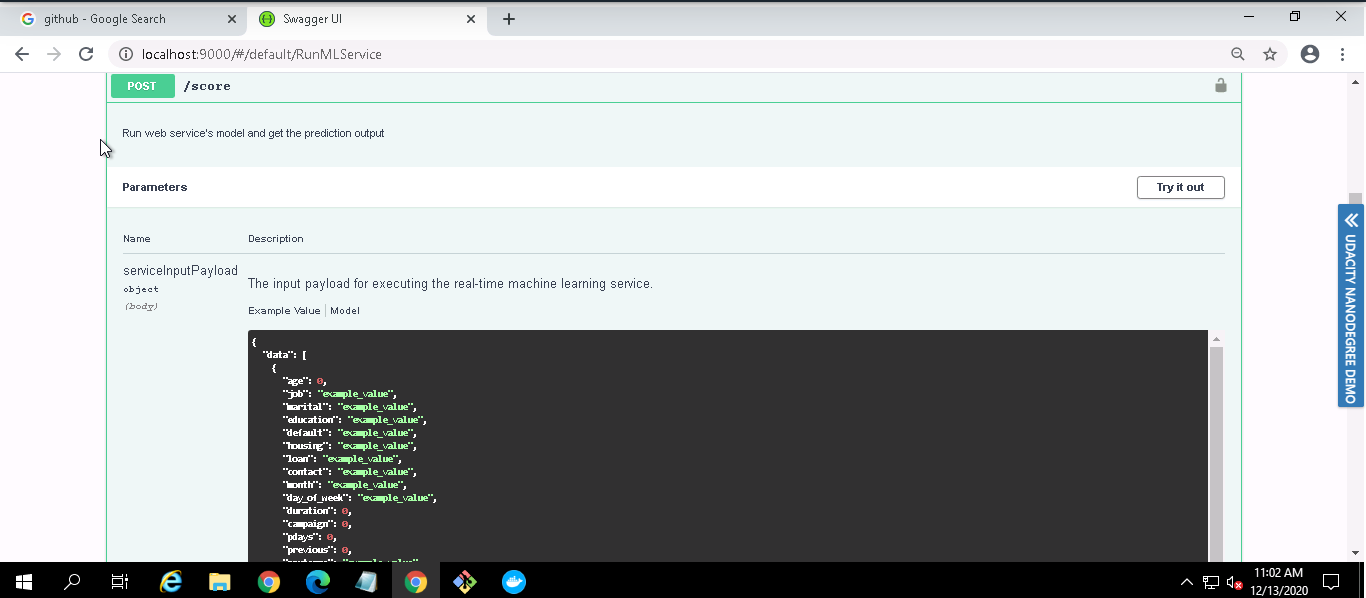 github - Google Search
Swagger UI
localhost:9000/#/default/RunMLService
POST /score
Run web service's model and get the prediction output
Parameters
Try it out
Name Description
serviceInputPayload
object
(body)
The input payload for executing the real-time machine learning service.
Example Value Model
{
"data": [
{
"age": 0,
"job": "example_value",
"marital": "example_value",
"education": "example_value",
"default": "example_value",
"housing": "example_value",
"loan": "example_value",
"contact": "example_value",
"month": "example_value",
"day_of_week": "example_value",
"duration": 0,
"campaign": 0,
"pdays": 0,
"previous": 0,
UDACITY NANODEGREE DEMO
11:02 AM
12/13/2020